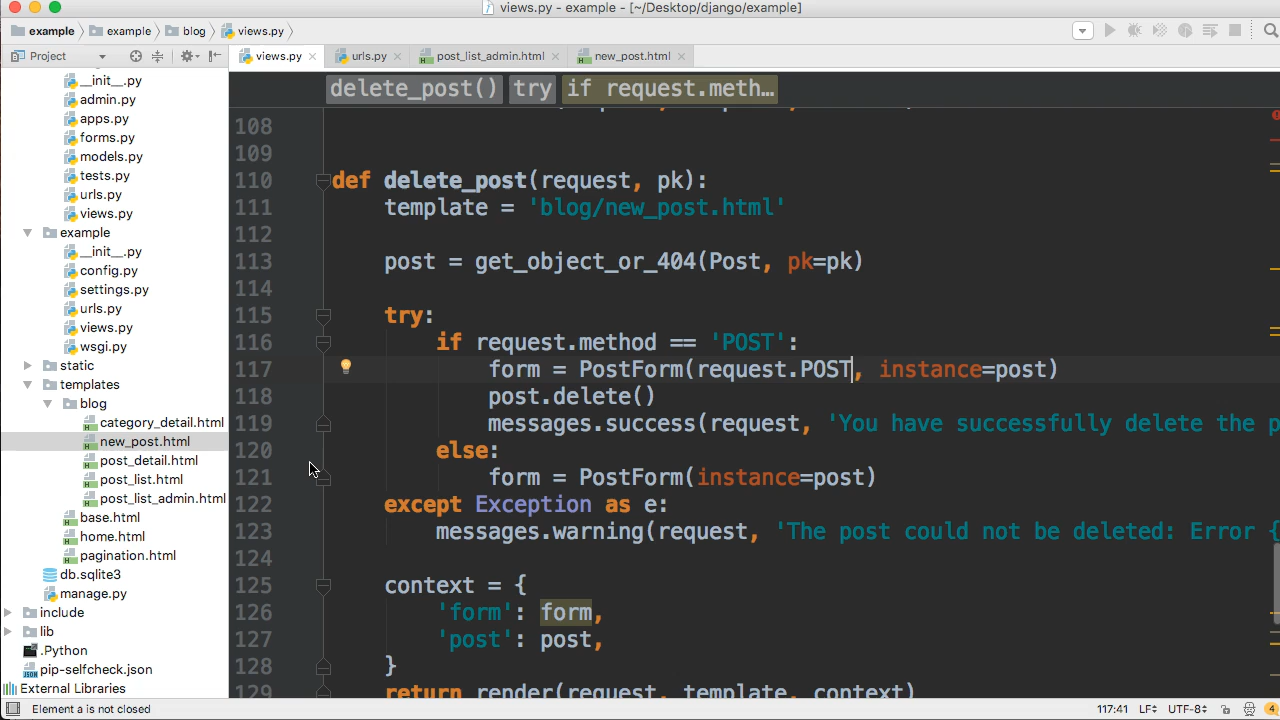 views.py - example - [~/Desktop/django/example]
example example blog views.py
Project
views.py urls.py post_list_admin.html new_post.html
delete_post() try if request.meth…
__init__.py
admin.py
apps.py
forms.py
models.py
tests.py
urls.py
views.py
example
__init__.py
config.py
settings.py
urls.py
views.py
wsgi.py
static
templates
blog
category_detail.html
new_post.html
post_detail.html
post_list.html
post_list_admin.html
base.html
home.html
pagination.html
db.sqlite3
manage.py
include
lib
.Python
pip-selfcheck.json
External Libraries
108
109
110 def delete_post(request, pk):
111 template = 'blog/new_post.html'
112
113 post = get_object_or_404(Post, pk=pk)
114
115 try:
116 if request.method == 'POST':
117 form = PostForm(request.POST, instance=post)
118 post.delete()
119 messages.success(request, 'You have successfully delete the p
120 else:
121 form = PostForm(instance=post)
122 except Exception as e:
123 messages.warning(request, 'The post could not be deleted: Error {
124
125 context = {
126 'form': form,
127 'post': post,
128 }
129 return render(request, template, context)
Element a is not closed 117:41 LF÷ UTF-8÷ 4